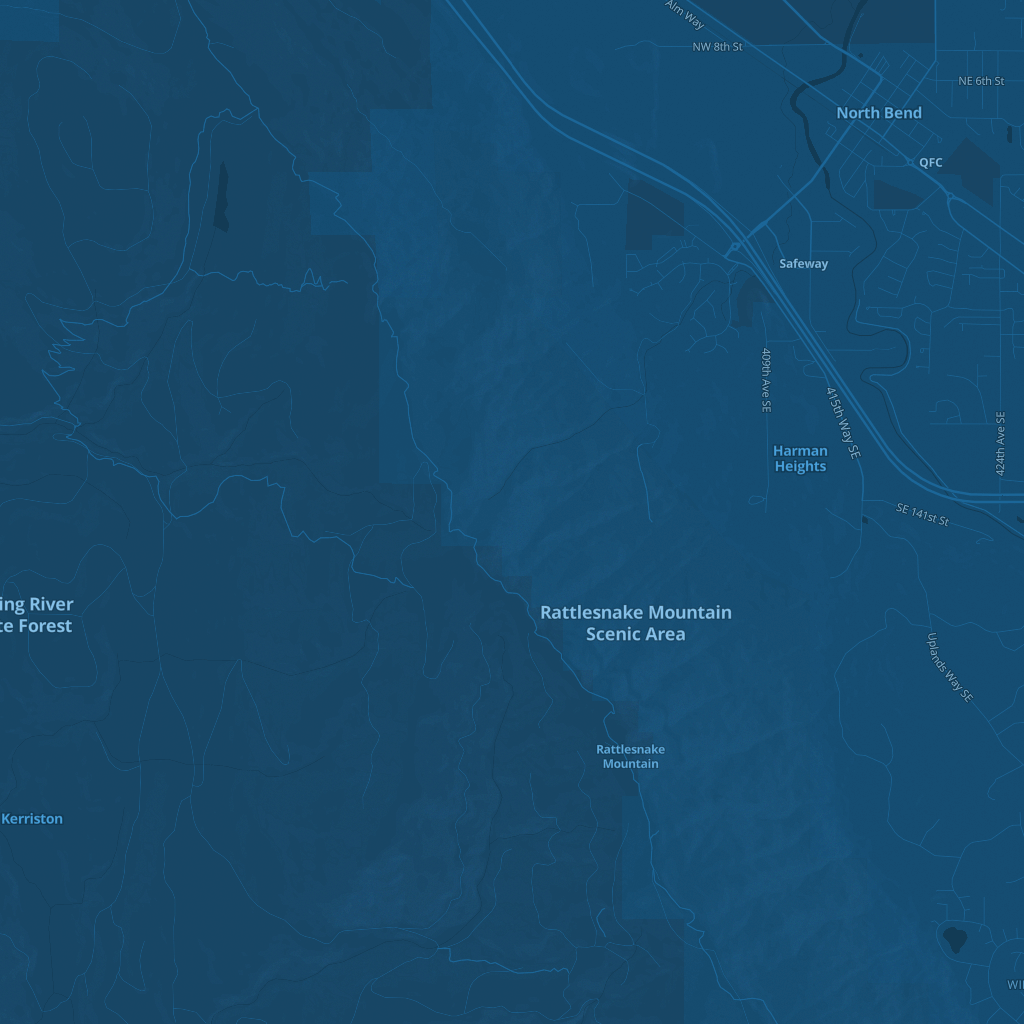 Alm Way
NW 8th St
NE 6th St
North Bend
QFC
Safeway
409th Ave SE
415th Way SE
424th Ave SE
Harman
Heights
SE 141st St
ing River
te Forest
Rattlesnake Mountain
Scenic Area
Uplands Way SE
Rattlesnake
Mountain
Kerriston
WI